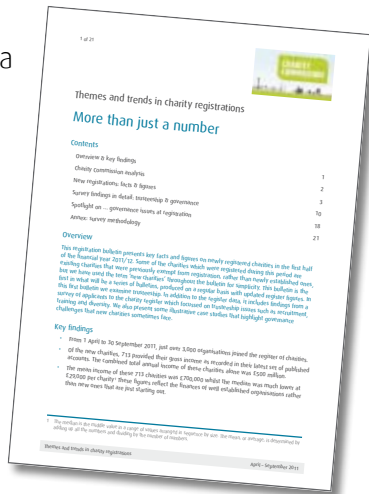 a
1 of 21
CHARITY
COMMISSION
Themes and trends in charity registrations
More than just a number
Contents
Overview & key findings 1
Charity Commission analysis 2
New registrations: facts & figures 3
Survey findings in detail: trusteeship & governance 10
Spotlight on ... governance issues at registration 18
Annex: survey methodology 21
Overview
This registration bulletin presents key facts and figures on newly registered charities in the first half
of the financial year 2011/12. Some of the charities which were registered during this period are
existing charities that were previously exempt from registration, rather than newly established ones,
but we have used the term 'new charities' throughout the bulletin for simplicity. This bulletin is the
first in what will be a series of bulletins, produced on a regular basis with updated register figures. In
this first bulletin we examine trusteeship. In addition to the register data, it includes findings from a
survey of applicants to the charity register which focused on trusteeship issues such as recruitment,
training and diversity. We also present some illustrative case studies that highlight governance
challenges that new charities sometimes face.
Key findings
• From 1 April to 30 September 2011, just over 3,000 organisations joined the register of charities.
• Of the new charities, 713 provided their gross income as recorded in their latest set of published
accounts. The combined total annual income of these charities alone was £500 million.
• The mean income of these 713 charities was £700,000 whilst the median was much lower at
£29,000 per charity¹ these figures reflect the finances of well established organisations rather
than new ones that are just starting out.
Themes and trends in charity registrations
April - September 2011